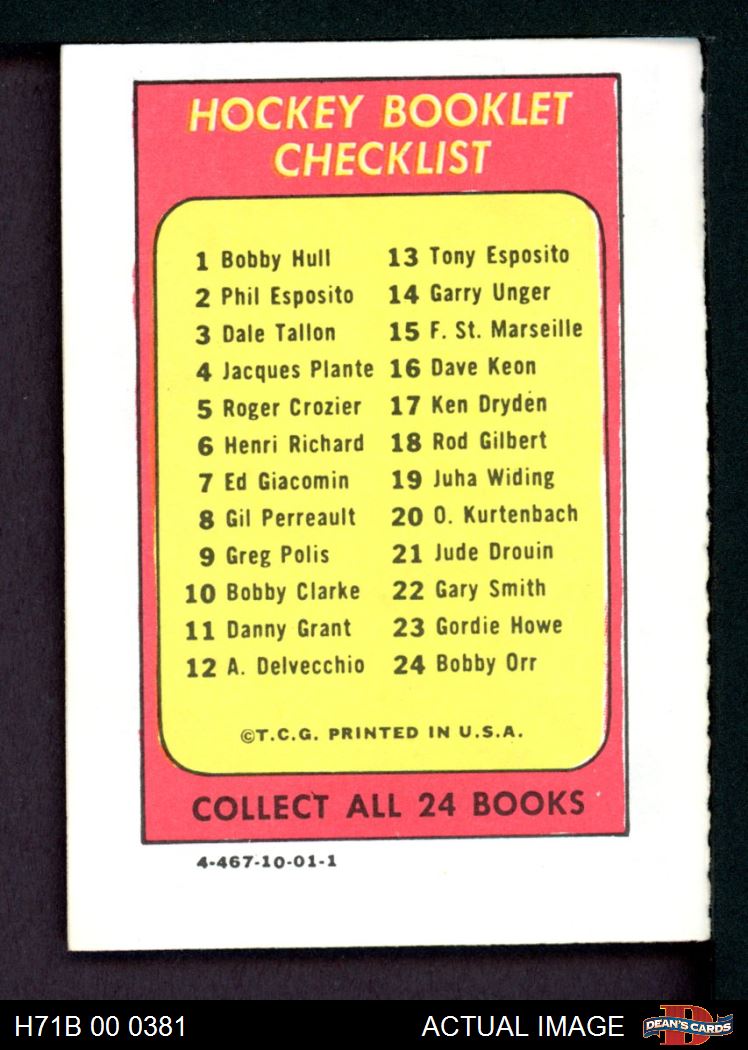 HOCKEY BOOKLET
CHECKLIST
1 Bobby Hull
2 Phil Esposito
3 Dale Tallon
4 Jacques Plante
5 Roger Crozier
6 Henri Richard
7 Ed Giacomin
8 Gil Perreault
9 Greg Polis
10 Bobby Clarke
11 Danny Grant
12 A. Delvecchio
13 Tony Esposito
14 Garry Unger
15 F. St. Marseille
16 Dave Keon
17 Ken Dryden
18 Rod Gilbert
19 Juha Widing
20 O. Kurtenbach
21 Jude Drouin
22 Gary Smith
23 Gordie Howe
24 Bobby Orr
©T.C.G. PRINTED IN U.S.A.
COLLECT ALL 24 BOOKS
4-467-10-01-1
H71B 00 0381
ACTUAL IMAGE
D
DEAN'S CARDS